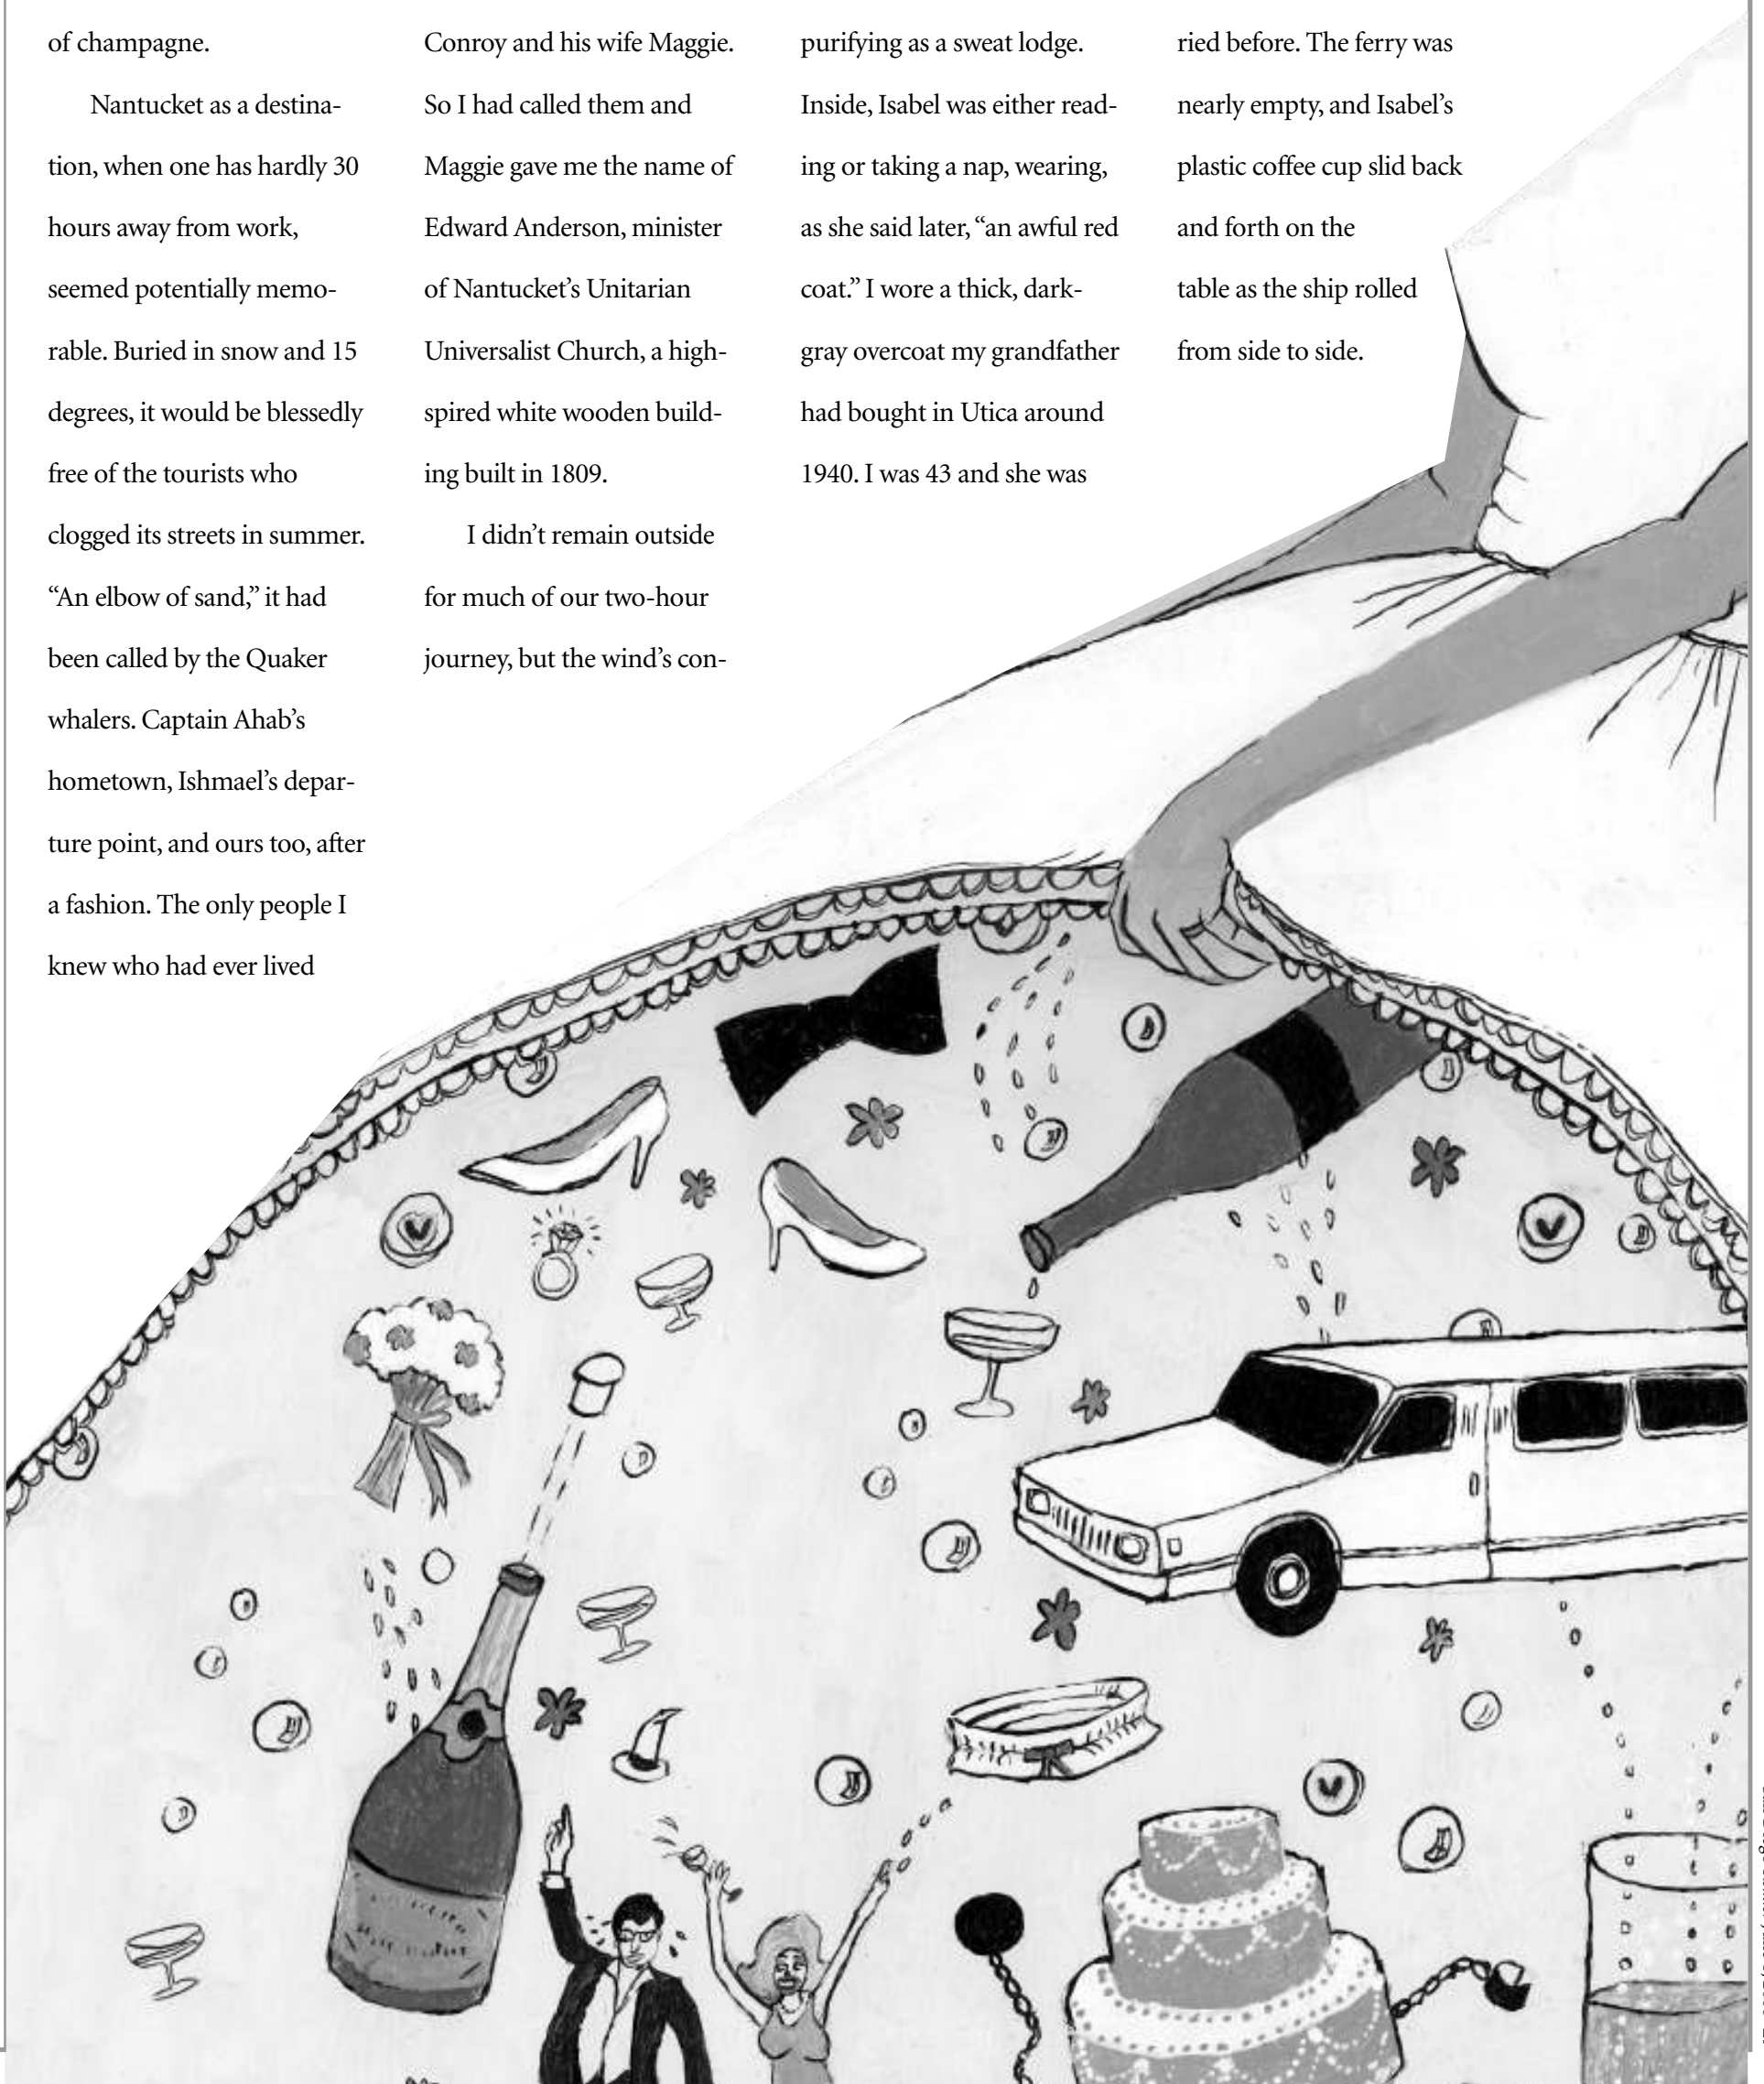 of champagne.
Nantucket as a destina-
tion, when one has hardly 30
hours away from work,
seemed potentially memo-
rable. Buried in snow and 15
degrees, it would be blessedly
free of the tourists who
clogged its streets in summer.
“An elbow of sand,” it had
been called by the Quaker
whalers. Captain Ahab’s
hometown, Ishmael’s depar-
ture point, and ours too, after
a fashion. The only people I
knew who had ever lived
Conroy and his wife Maggie.
So I had called them and
Maggie gave me the name of
Edward Anderson, minister
of Nantucket’s Unitarian
Universalist Church, a high-
spired white wooden build-
ing built in 1809.
I didn’t remain outside
for much of our two-hour
journey, but the wind’s con-
purifying as a sweat lodge.
Inside, Isabel was either read-
ing or taking a nap, wearing,
as she said later, “an awful red
coat.” I wore a thick, dark-
gray overcoat my grandfather
had bought in Utica around
1940. I was 43 and she was
ried before. The ferry was
nearly empty, and Isabel’s
plastic coffee cup slid back
and forth on the
table as the ship rolled
from side to side.